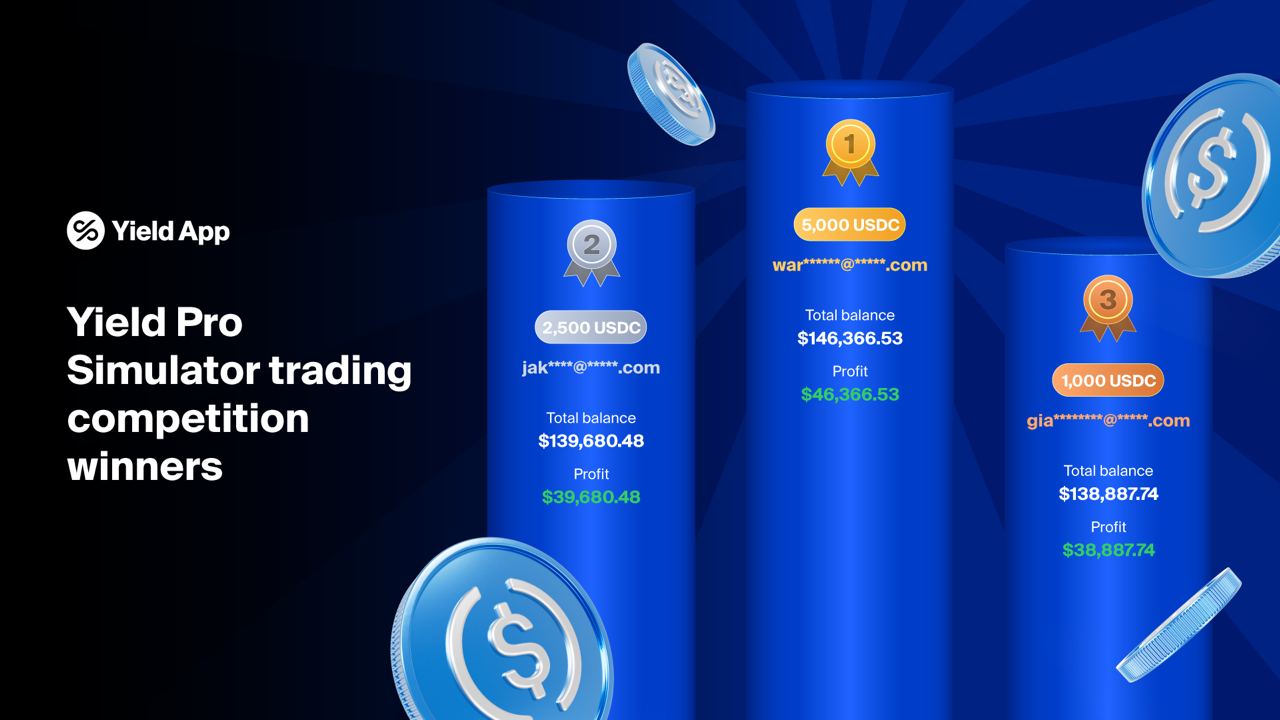 Yield App
Yield Pro
Simulator trading
competition
winners
2
2,500 USDC
jak****@*****.com
Total balance
$139,680.48
Profit
$39,680.48
1
5,000 USDC
war******@*****.com
Total balance
$146,366.53
Profit
$46,366.53
3
1,000 USDC
gia********@*****.com
Total balance
$138,887.74
Profit
$38,887.74